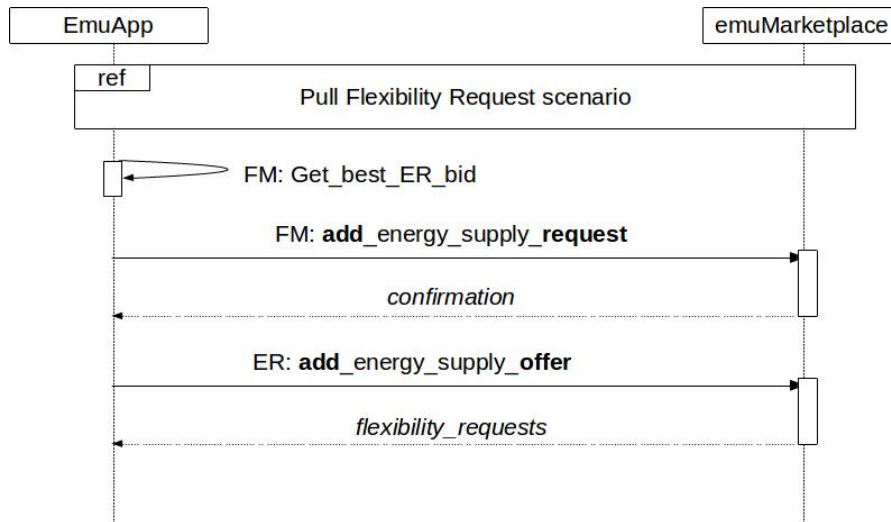 EmuApp
emuMarketplace
ref
Pull Flexibility Request scenario
FM: Get_best_ER_bid
FM: add_energy_supply_request
confirmation
ER: add_energy_supply_offer
flexibility_requests